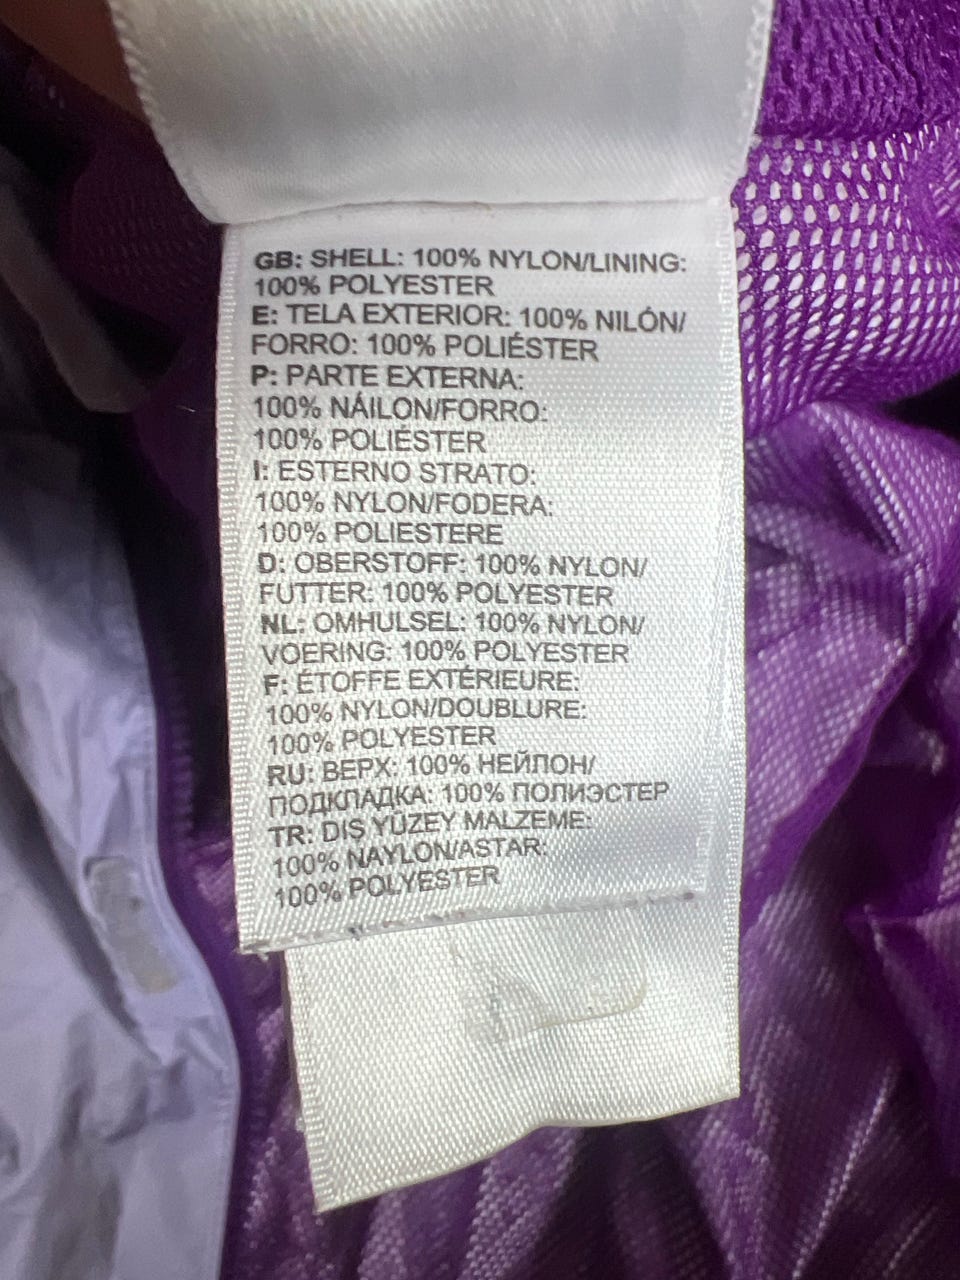 GB: SHELL: 100% NYLON/LINING:
100% POLYESTER
E: TELA EXTERIOR: 100% NILÓN/
FORRO: 100% POLIÉSTER
P: PARTE EXTERNA:
100% NÁILON/FORRO:
100% POLIÉSTER
I: ESTERNO STRATO:
100% NYLON/FODERA:
100% POLIESTERE
D: OBERSTOFF: 100% NYLON/
FUTTER: 100% POLYESTER
NL: OMHULSEL: 100% NYLON/
VOERING: 100% POLYESTER
F: ÉTOFFE EXTÉRIEURE:
100% NYLON/DOUBLURE:
100% POLYESTER
RU: ВЕРХ: 100% НЕЙЛОН/
ПОДКЛАДКА: 100% ПОЛИЭСТЕР
TR: DIS YÜZEY MALZEME:
100% NAYLON/ASTAR:
100% POLYESTER